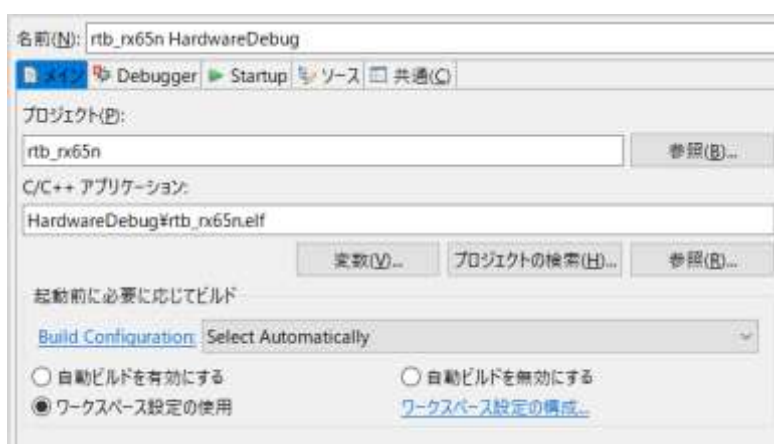 名前(N): rtb_rx65n HardwareDebug
メイン Debugger Startup ソース 共通(C)
プロジェクト(P):
rtb_rx65n
参照(B)...
C/C++ アプリケーション:
HardwareDebug¥rtb_rx65n.elf
変数(V)... プロジェクトの検索(H)... 参照(R)...
起動前に必要に応じてビルド
Build Configuration: Select Automatically
自動ビルドを有効にする 自動ビルドを無効にする
ワークスペース設定の使用 ワークスペース設定の構成...